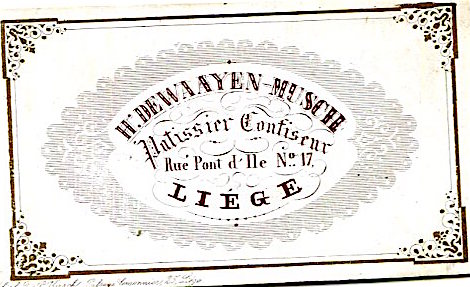 H. DEWAAYEN-MUSCH
Patissier Confiseur
Rue Pont d'Ile No. 17,
LIÉGE